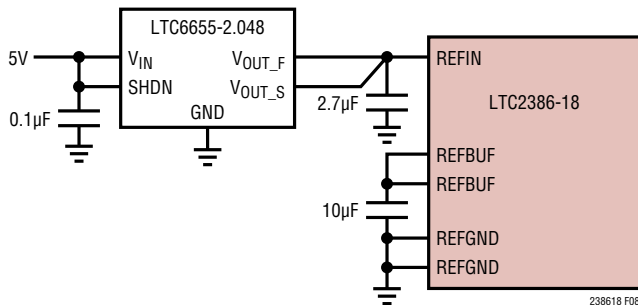 LTC6655-2.048
5V
VIN
VOUT_F
SHDN
VOUT_S
GND
0.1µF
2.7µF
REFIN
LTC2386-18
REFBUF
REFBUF
10µF
REFGND
REFGND
238618 F08